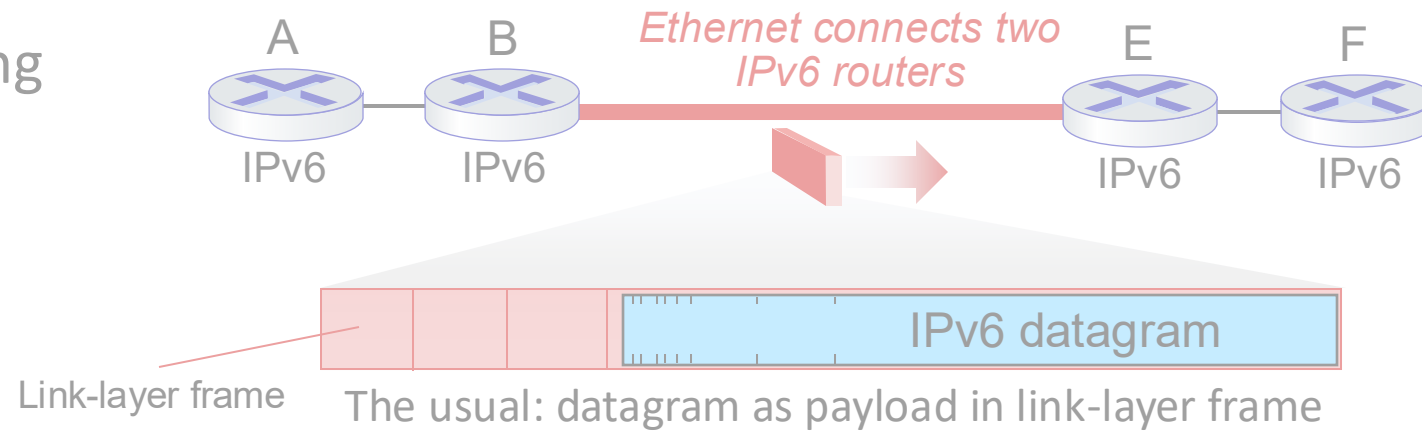 A
B
Ethernet connects two
IPv6 routers
E
F
IPv6
IPv6
IPv6
IPv6
IPv6 datagram
Link-layer frame
The usual: datagram as payload in link-layer frame